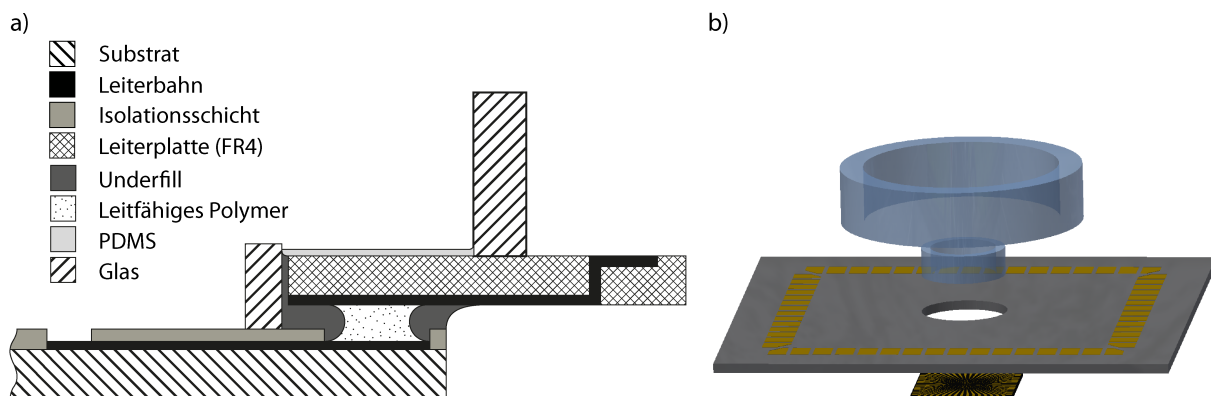 a)
Substrat
Leiterbahn
Isolationsschicht
Leiterplatte (FR4)
Underfill
Leitfähiges Polymer
PDMS
Glas
b)